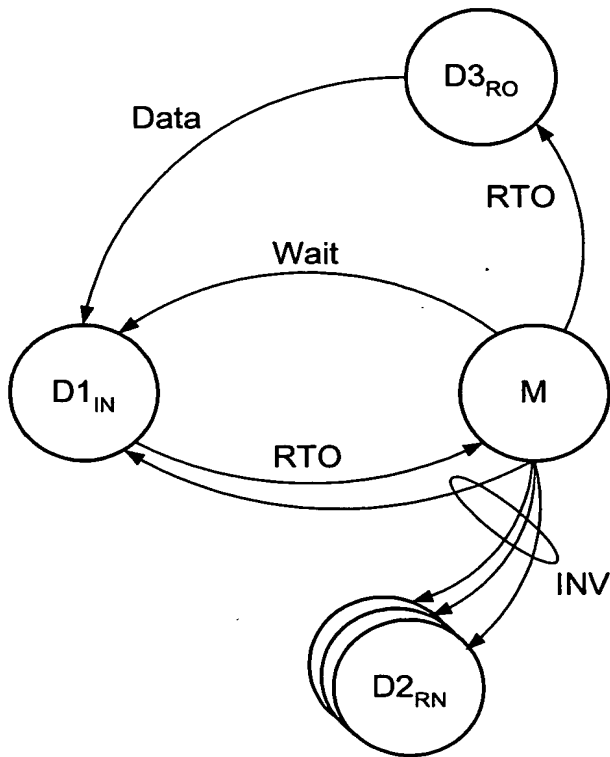 D3RO
Data
RTO
Wait
D1IN
M
RTO
INV
D2RN